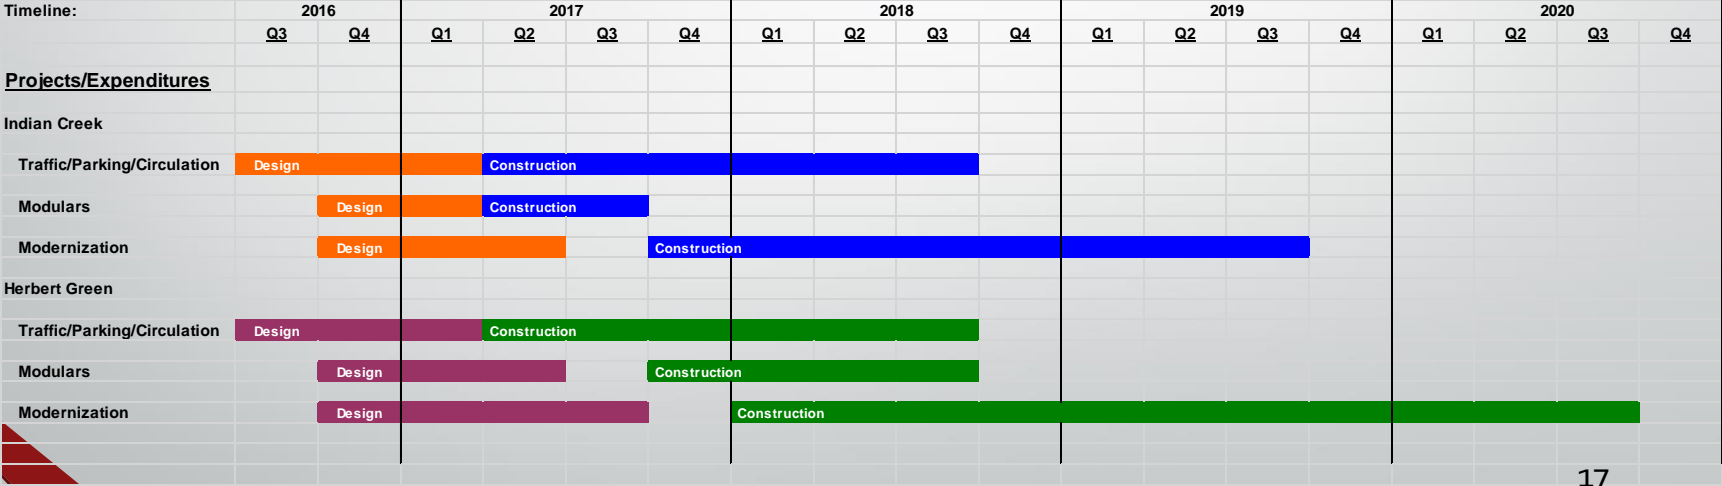 Timeline: 2016 2017 2018 2019 2020
Q3 Q4 Q1 Q2 Q3 Q4 Q1 Q2 Q3 Q4 Q1 Q2 Q3 Q4 Q1 Q2 Q3 Q4
Projects/Expenditures
Indian Creek
Traffic/Parking/Circulation Design Construction
Modulars Design Construction
Modernization Design Construction
Herbert Green
Traffic/Parking/Circulation Design Construction
Modulars Design Construction
Modernization Design Construction
17